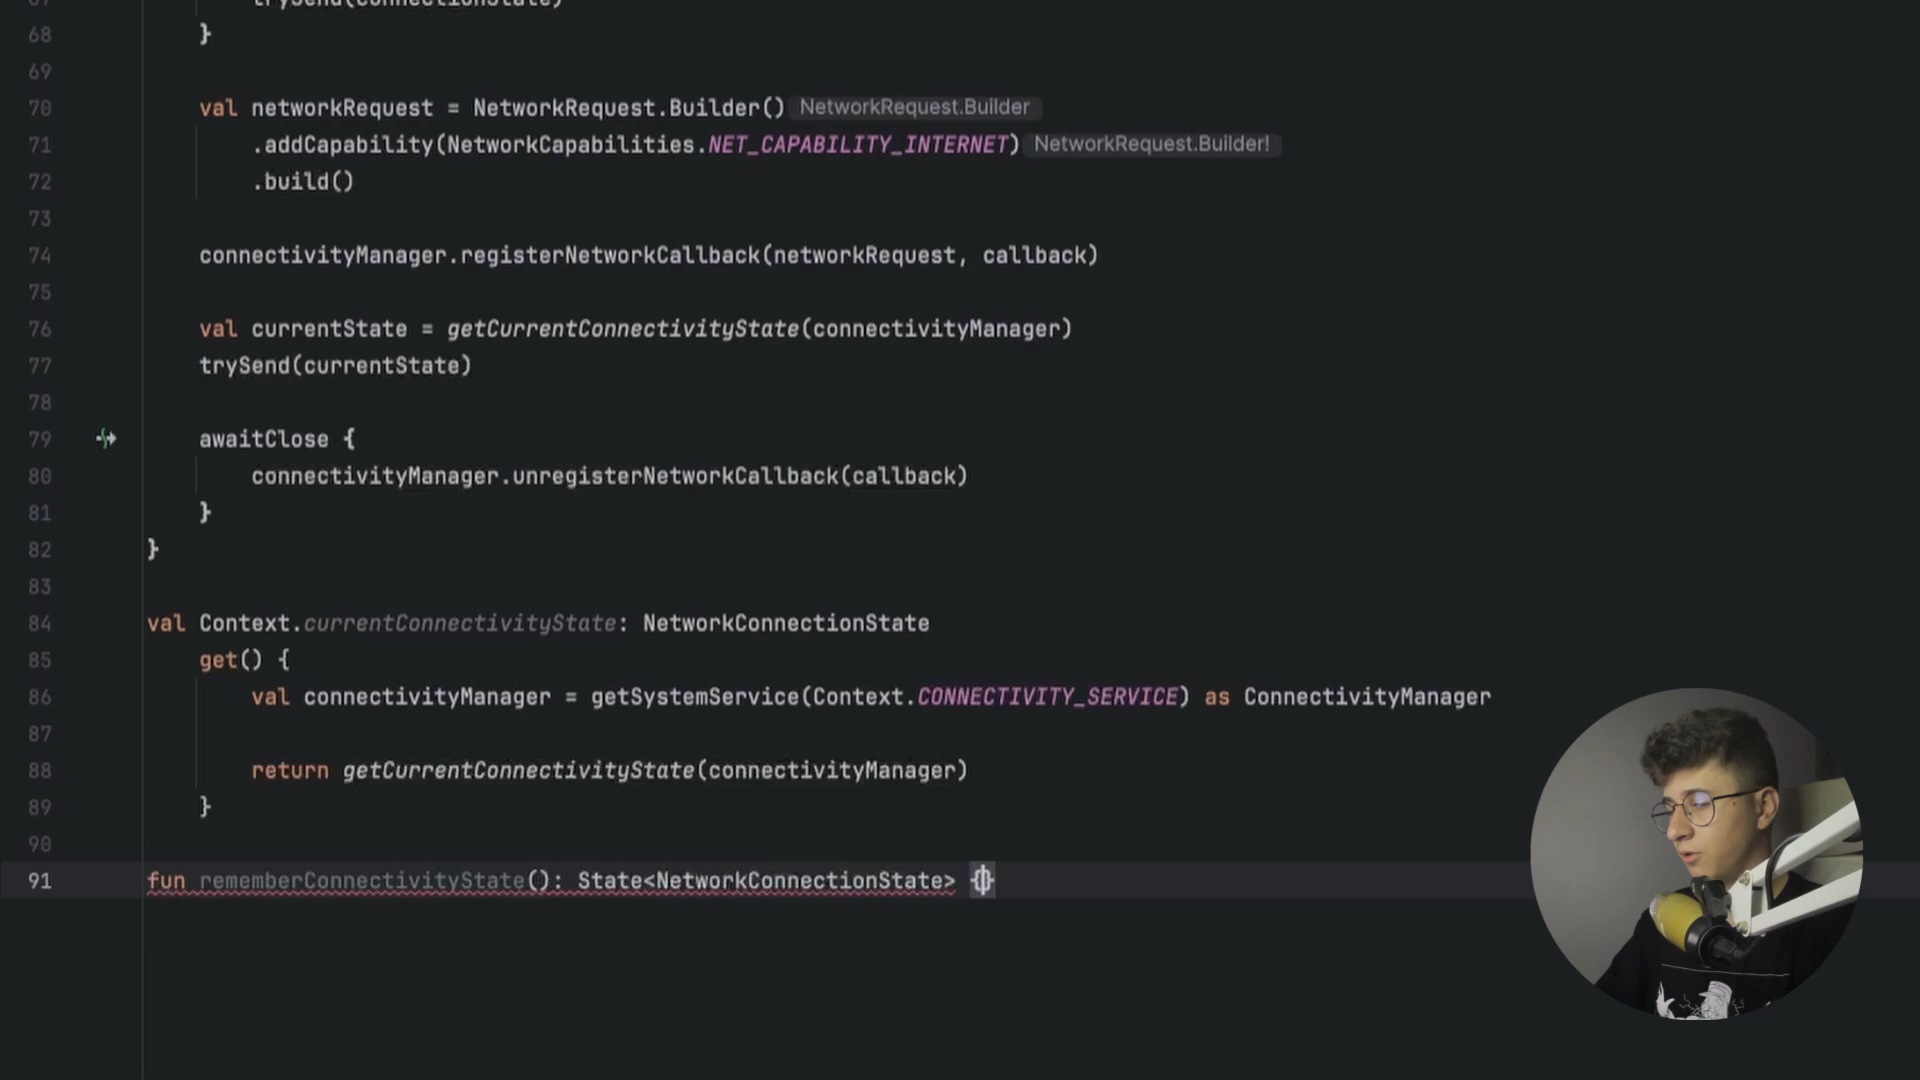 67 trySend(connectionState)
68 }
69
70 val networkRequest = NetworkRequest.Builder() NetworkRequest.Builder
71 .addCapability(NetworkCapabilities.NET_CAPABILITY_INTERNET) NetworkRequest.Builder!
72 .build()
73
74 connectivityManager.registerNetworkCallback(networkRequest, callback)
75
76 val currentState = getCurrentConnectivityState(connectivityManager)
77 trySend(currentState)
78
79 awaitClose {
80 connectivityManager.unregisterNetworkCallback(callback)
81 }
82 }
83
84 val Context.currentConnectivityState: NetworkConnectionState
85 get() {
86 val connectivityManager = getSystemService(Context.CONNECTIVITY_SERVICE) as ConnectivityManager
87
88 return getCurrentConnectivityState(connectivityManager)
89 }
90
91 fun rememberConnectivityState(): State<NetworkConnectionState> {}